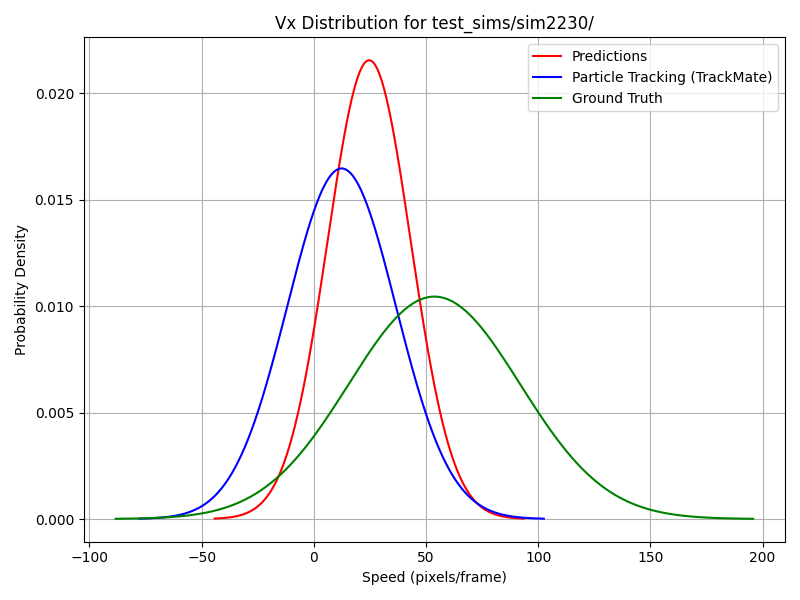 Vx Distribution for test_sims/sim2230/
Predictions
Particle Tracking (TrackMate)
Ground Truth
Probability Density
0.020
0.015
0.010
0.005
0.000
−100
−50
0
50
100
150
200
Speed (pixels/frame)